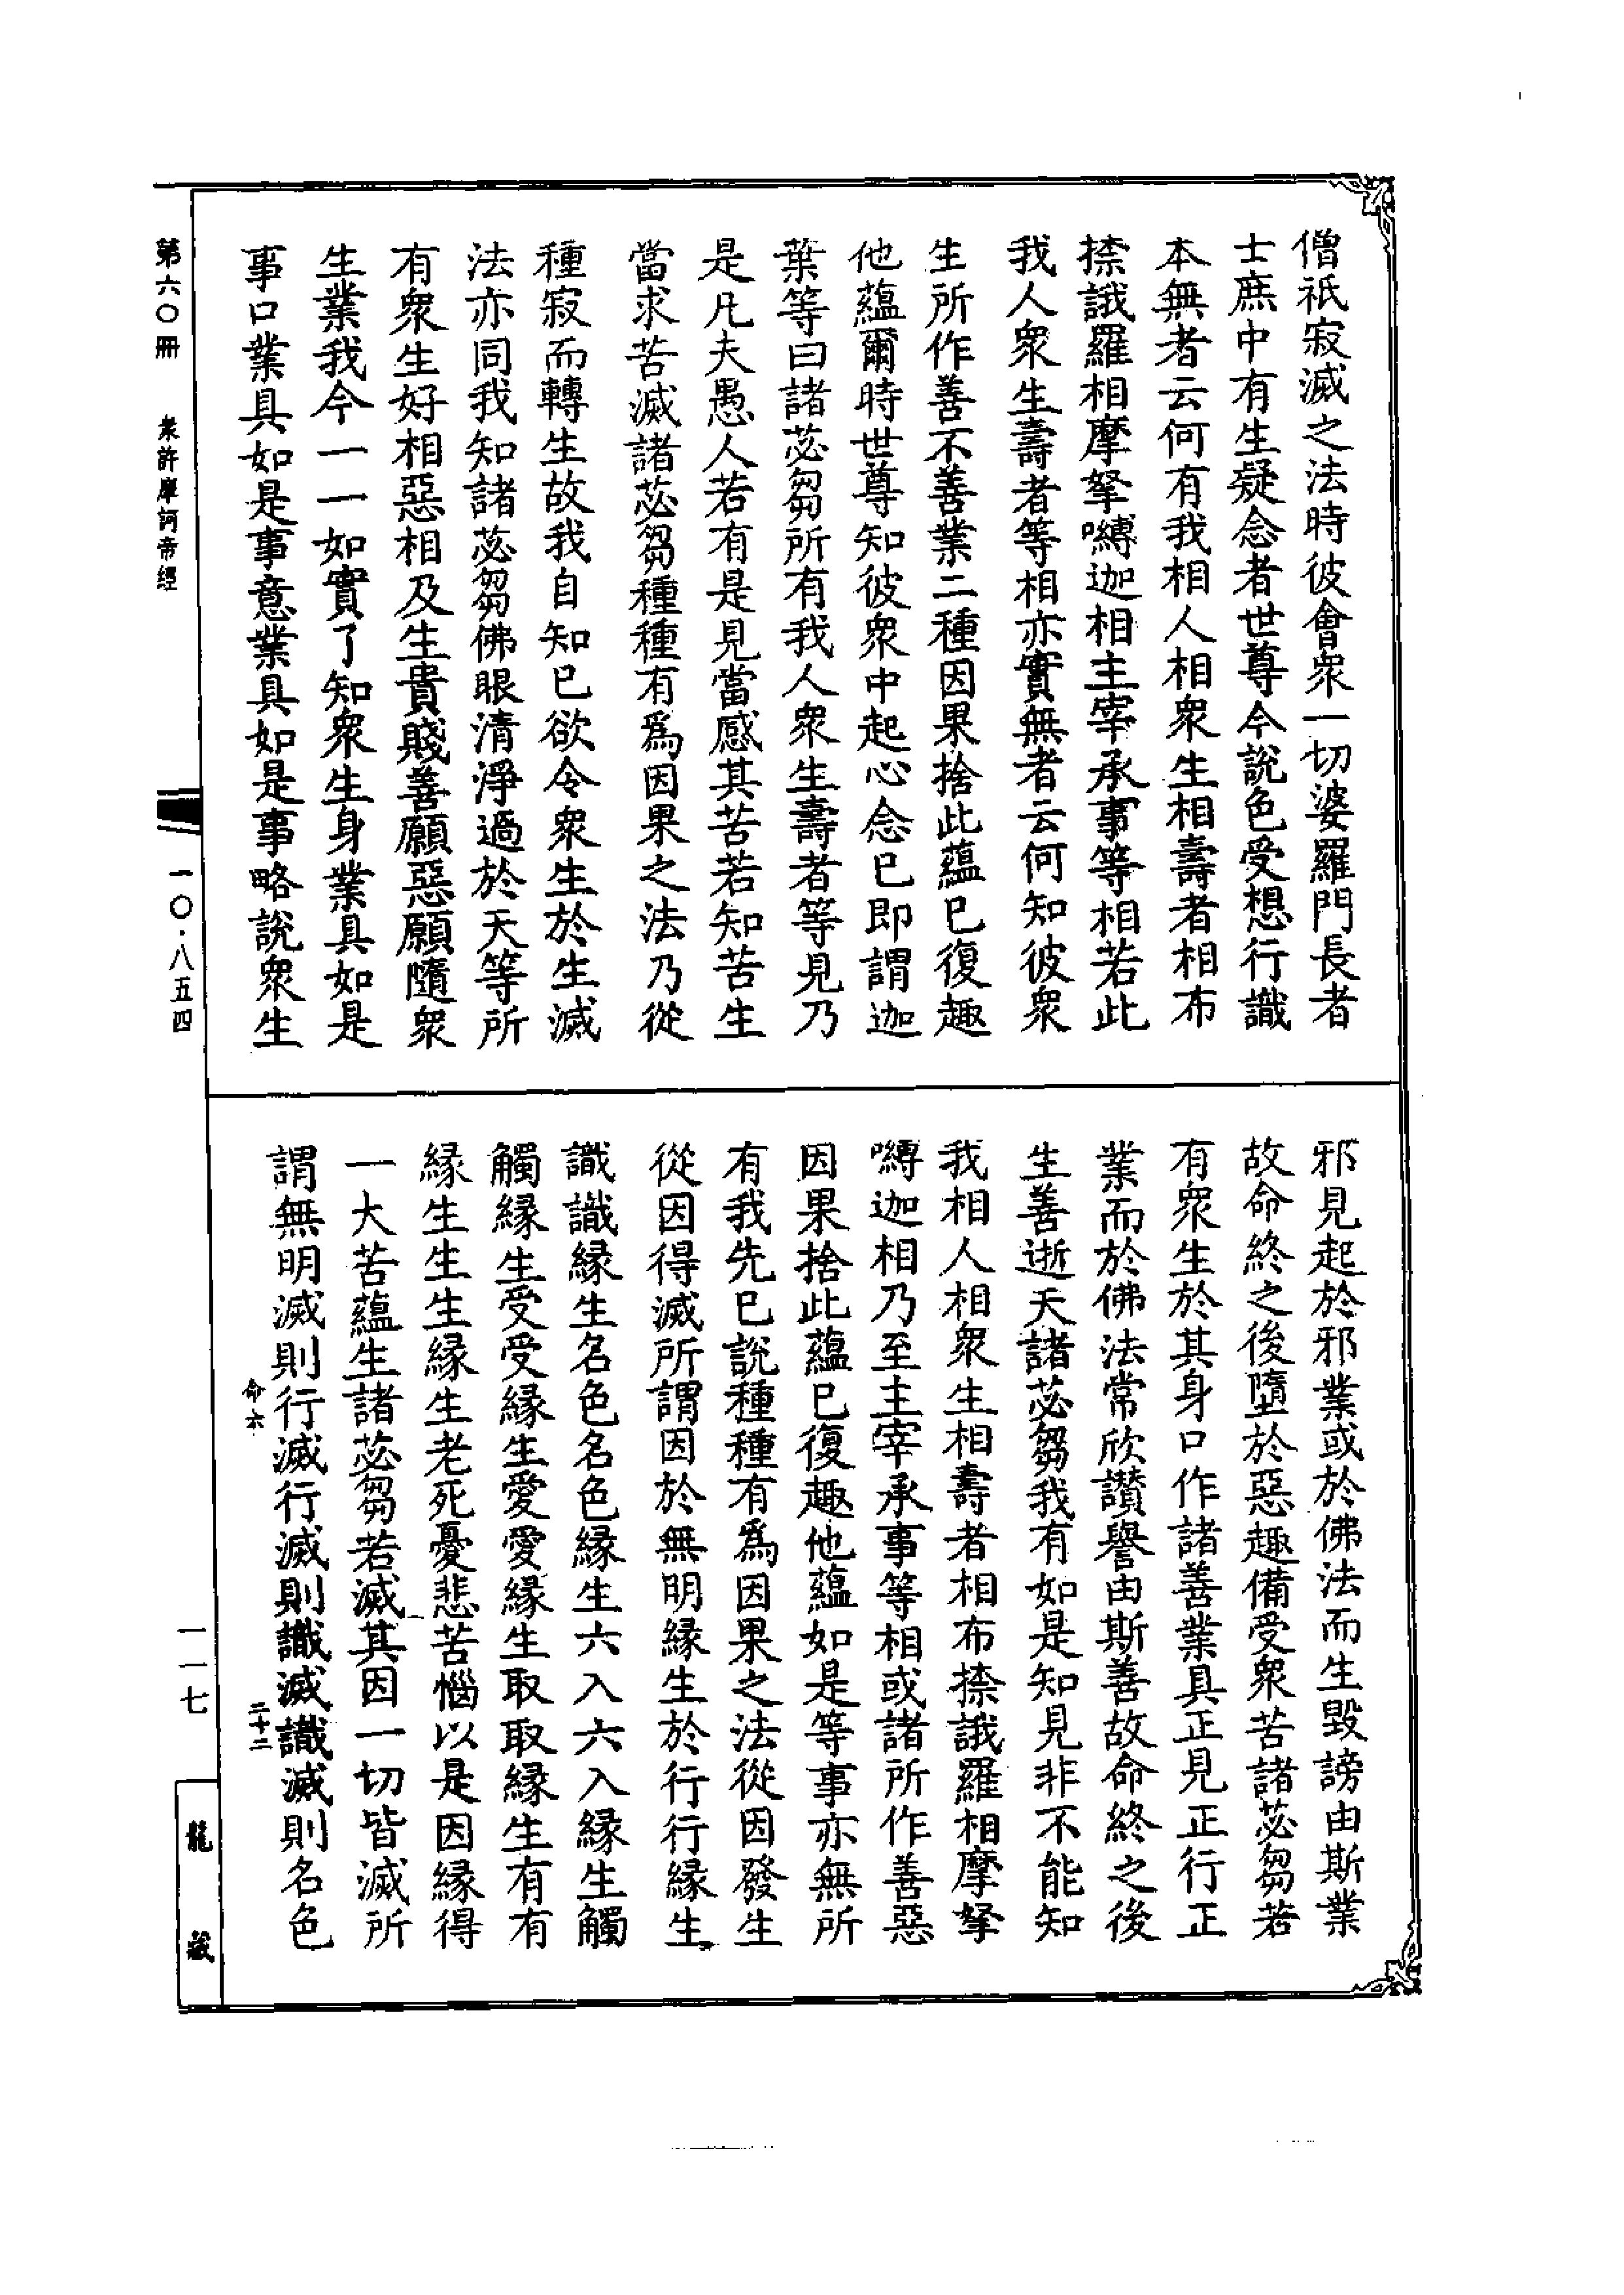 僧祇寂滅之法時彼會衆一切婆羅門長者
士庶中有生疑念者世尊今說色受想行識
本無者云何有我相人相衆生相壽者相布
捺誐羅相摩拏嚩迦相主宰承事等相若此
我人衆生壽者等相亦實無者云何知彼衆
生所作善不善業二種因果捨此蘊已復趣
他蘊爾時世尊知彼衆中起心念已即謂迦
葉等曰諸苾芻所有我人衆生壽者等見乃
是凡夫愚人若有是見當感其苦若知苦生
當求苦滅諸苾芻種種有爲因果之法乃從
種寂而轉生故我自知已欲令衆生於生滅
法亦同我知諸苾芻佛眼清淨過於天等所
有衆生好相惡相及生貴賤善願惡願隨衆
生業我今一一如實了知衆生身業具如是
事口業具如是事意業具如是事略說衆生
邪見起於邪業或於佛法而生毀謗由斯業
故命終之後墮於惡趣備受衆苦諸苾芻若
有衆生於其身口作諸善業具正見正行正
業而於佛法常欣讚譽由斯善故命終之後
生善逝天諸苾芻我有如是知見非不能知
我相人相衆生相壽者相布捺誐羅相摩拏
嚩迦相乃至主宰承事等相或諸所作善惡
因果捨此蘊已復趣他蘊如是等事亦無所
有我先已說種種有爲因果之法從因發生
從因得滅所謂因於無明緣生於行行緣生
識識緣生名色名色緣生六入六入緣生觸
觸緣生受受緣生愛愛緣生取取緣生有有
緣生生生緣生老死憂悲苦惱以是因緣得
一大苦蘊生諸苾芻若滅其因一切皆滅所
謂無明滅則行滅行滅則識滅識滅則名色
命六
二十二
第六〇冊
衆許摩訶帝經
一〇·八五四
一一七
龍藏